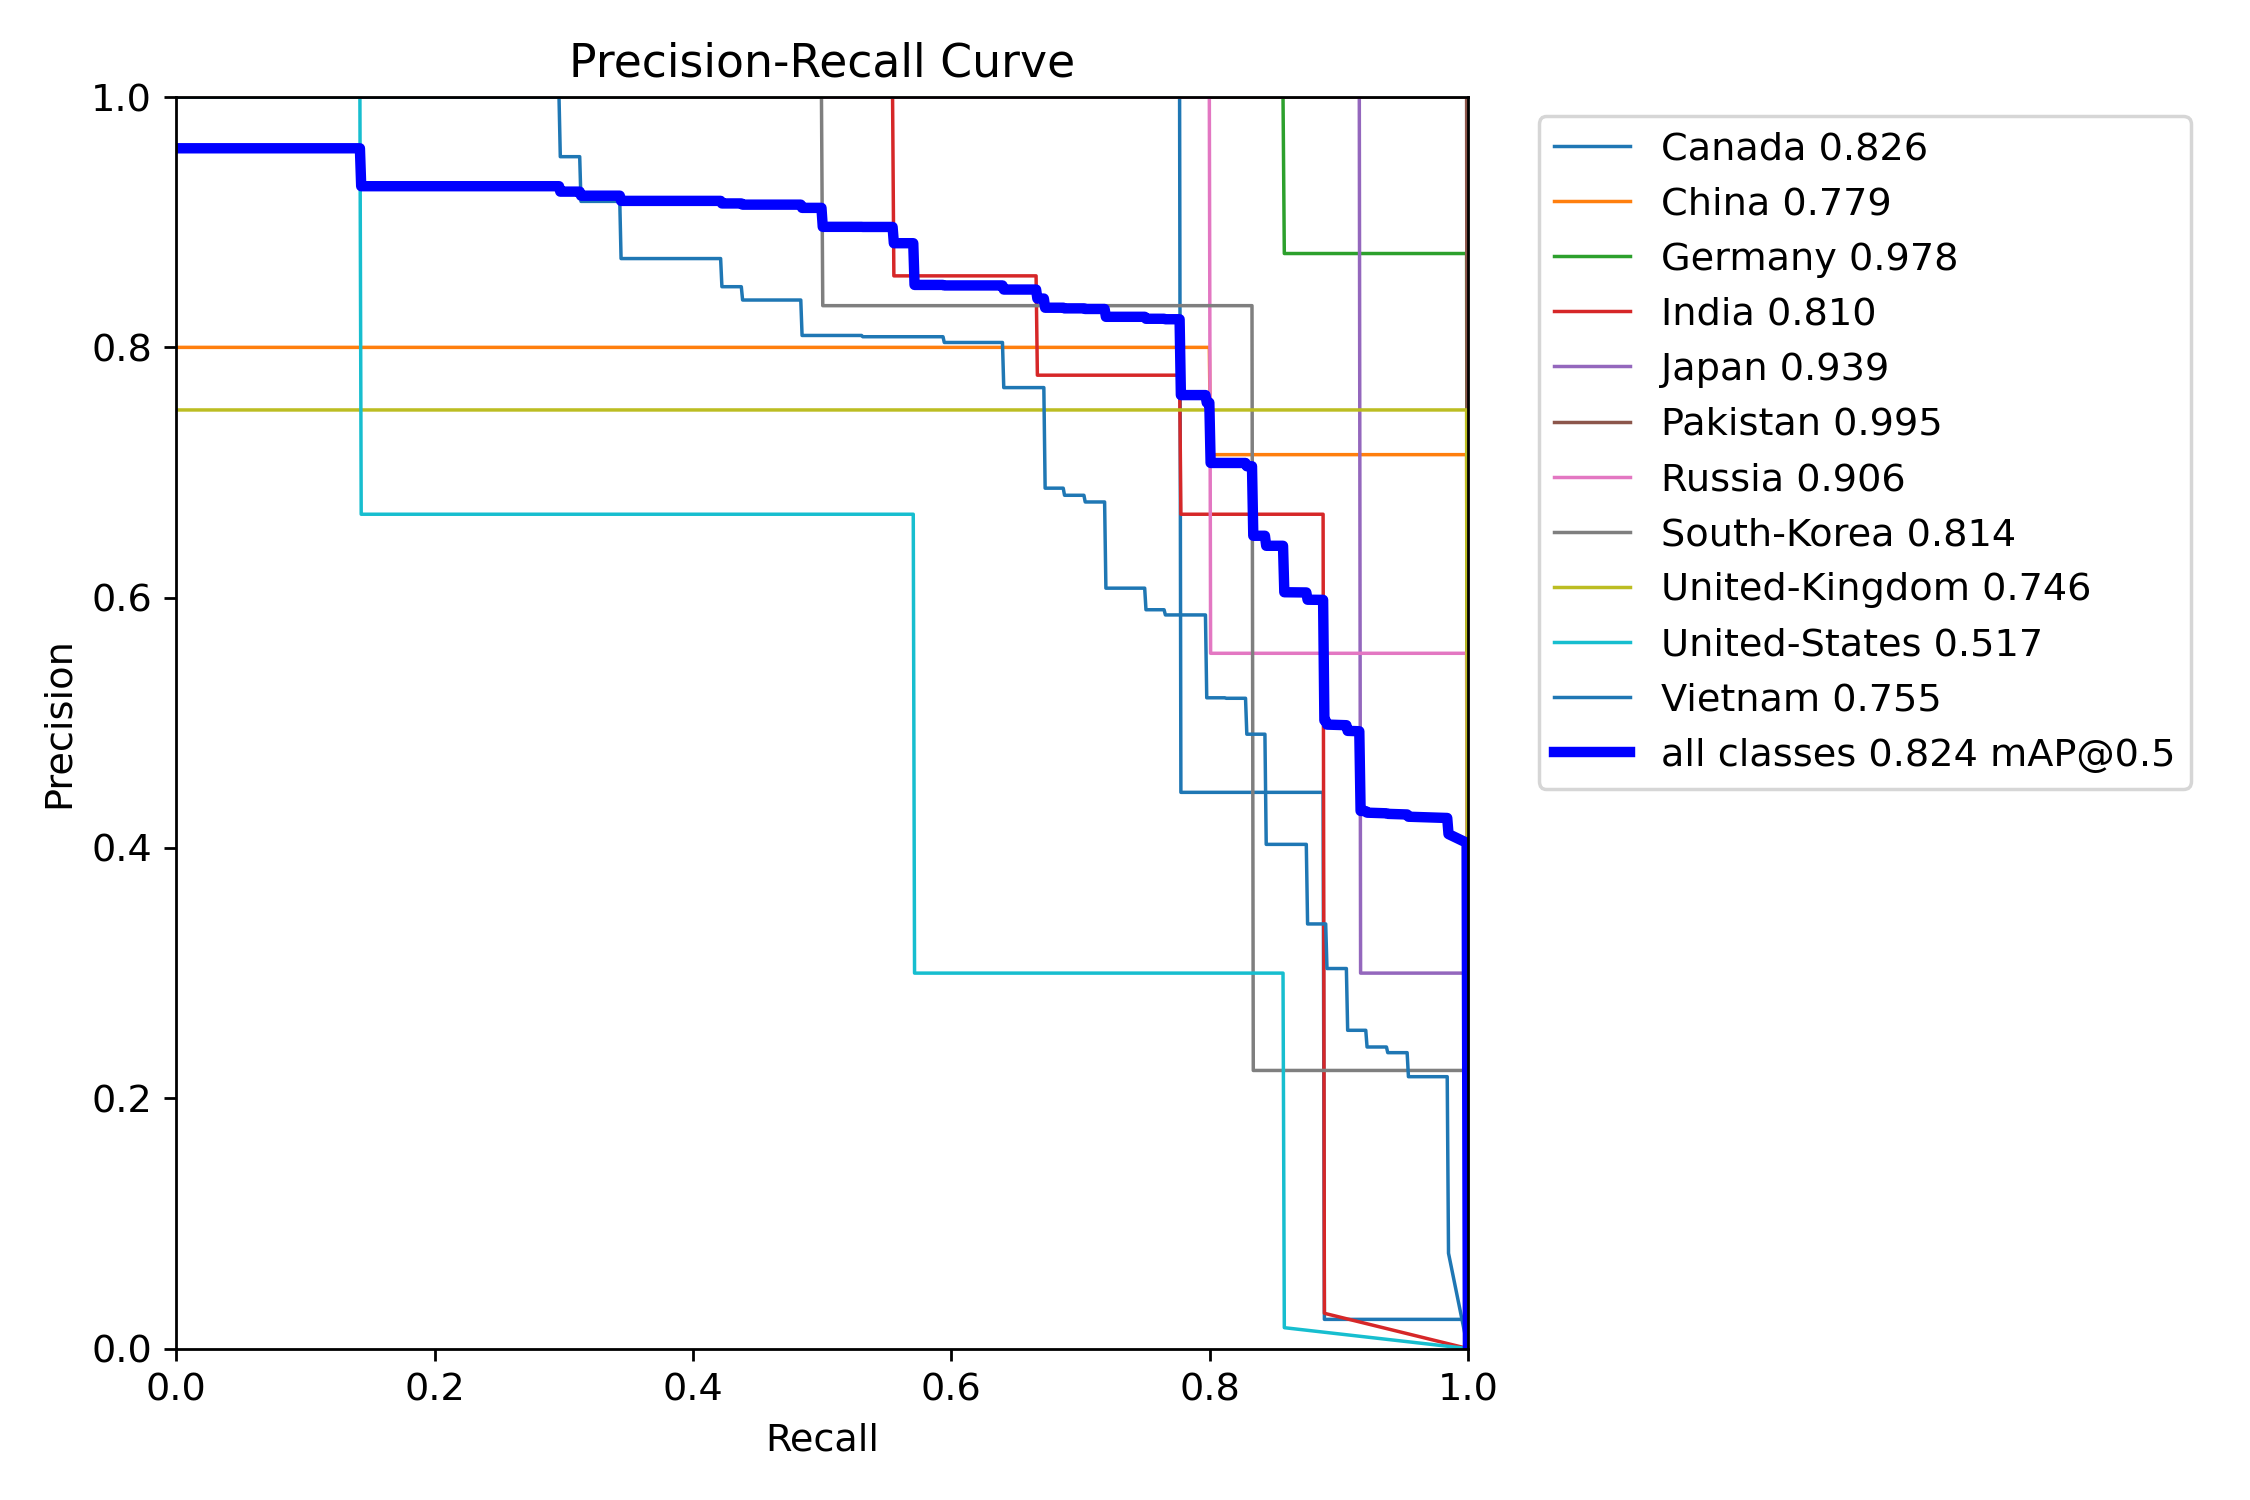 Precision-Recall Curve
1.0
0.8
0.6
0.4
0.2
0.0
Precision
0.0 0.2 0.4 0.6 0.8 1.0
Recall
Canada 0.826
China 0.779
Germany 0.978
India 0.810
Japan 0.939
Pakistan 0.995
Russia 0.906
South-Korea 0.814
United-Kingdom 0.746
United-States 0.517
Vietnam 0.755
all classes 0.824 mAP@0.5